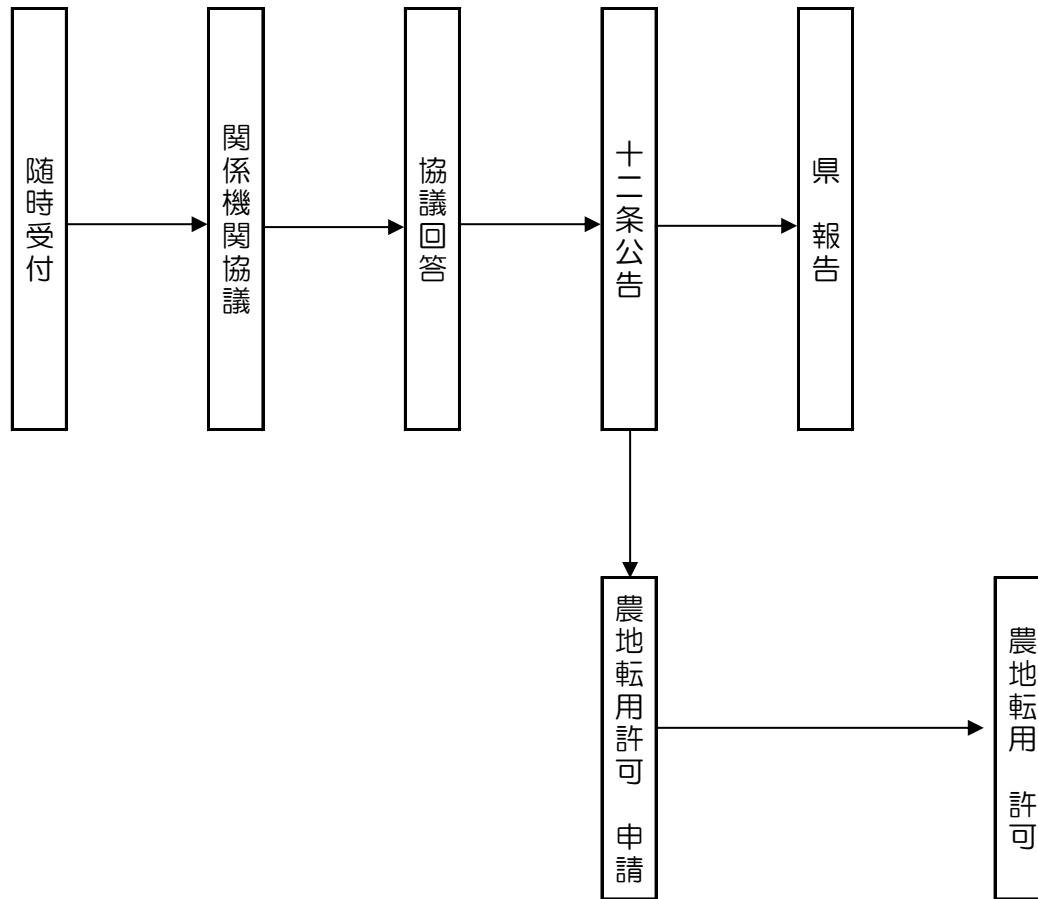 随時受付
関係機関協議
協議回答
十二条公告
県 報告
農地転用許可 申請
農地転用 許可